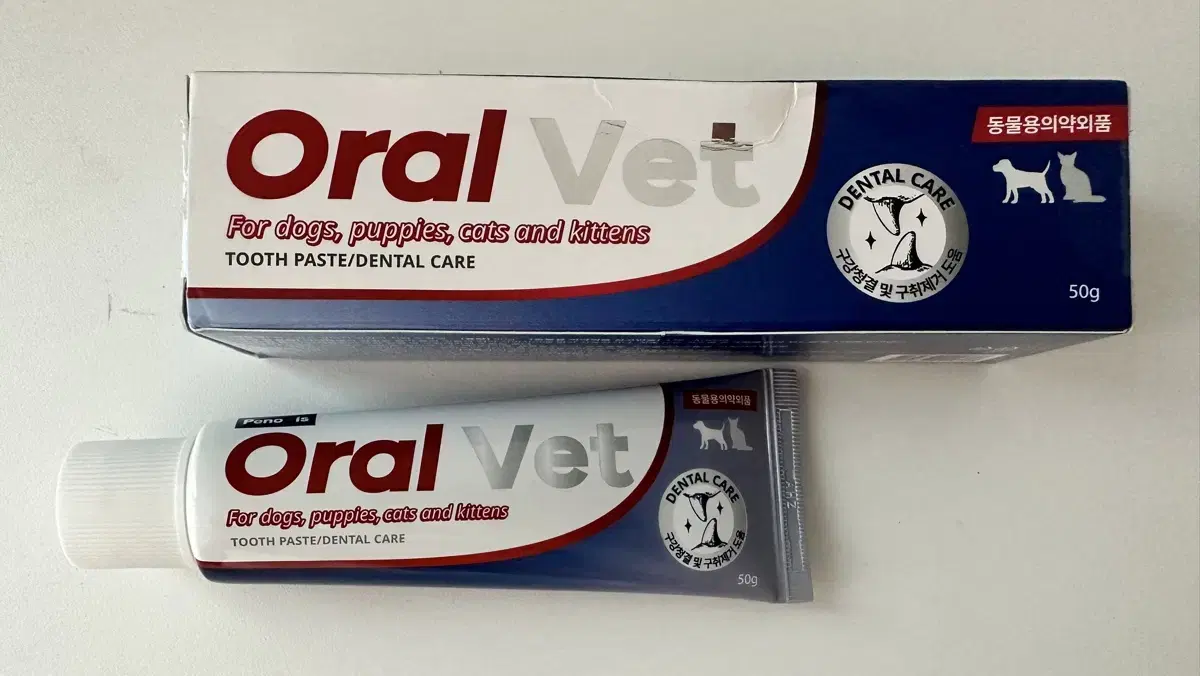 Oral Vet
For dogs, puppies, cats and kittens
TOOTH PASTE/DENTAL CARE
동물용의약외품
DENTAL CARE
구강청결 및 구취제거 도움
50g
Oral Vet
For dogs, puppies, cats and kittens
TOOTH PASTE/DENTAL CARE
동물용의약외품
DENTAL CARE
구강청결 및 구취제거 도움
50g